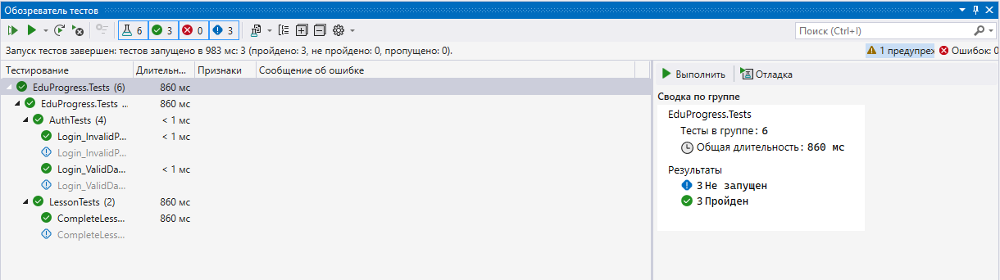 Обозреватель тестов
6 3 0 3
Поиск (Ctrl+I)
Запуск тестов завершен: тестов запущено в 983 мс: 3 (пройдено: 3, не пройдено: 0, пропущено: 0).
1 предупреж
Ошибок: 0
Тестирование Длительн... Признаки Сообщение об ошибке
EduProgress.Tests (6) 860 мс
EduProgress.Tests ... 860 мс
AuthTests (4) < 1 мс
Login_InvalidP... < 1 мс
Login_InvalidP...
Login_ValidDa... < 1 мс
Login_ValidDa...
LessonTests (2) 860 мс
CompleteLess... 860 мс
CompleteLess...
Выполнить Отладка
Сводка по группе
EduProgress.Tests
Тесты в группе: 6
Общая длительность: 860 мс
Результаты
3 Не запущен
3 Пройден